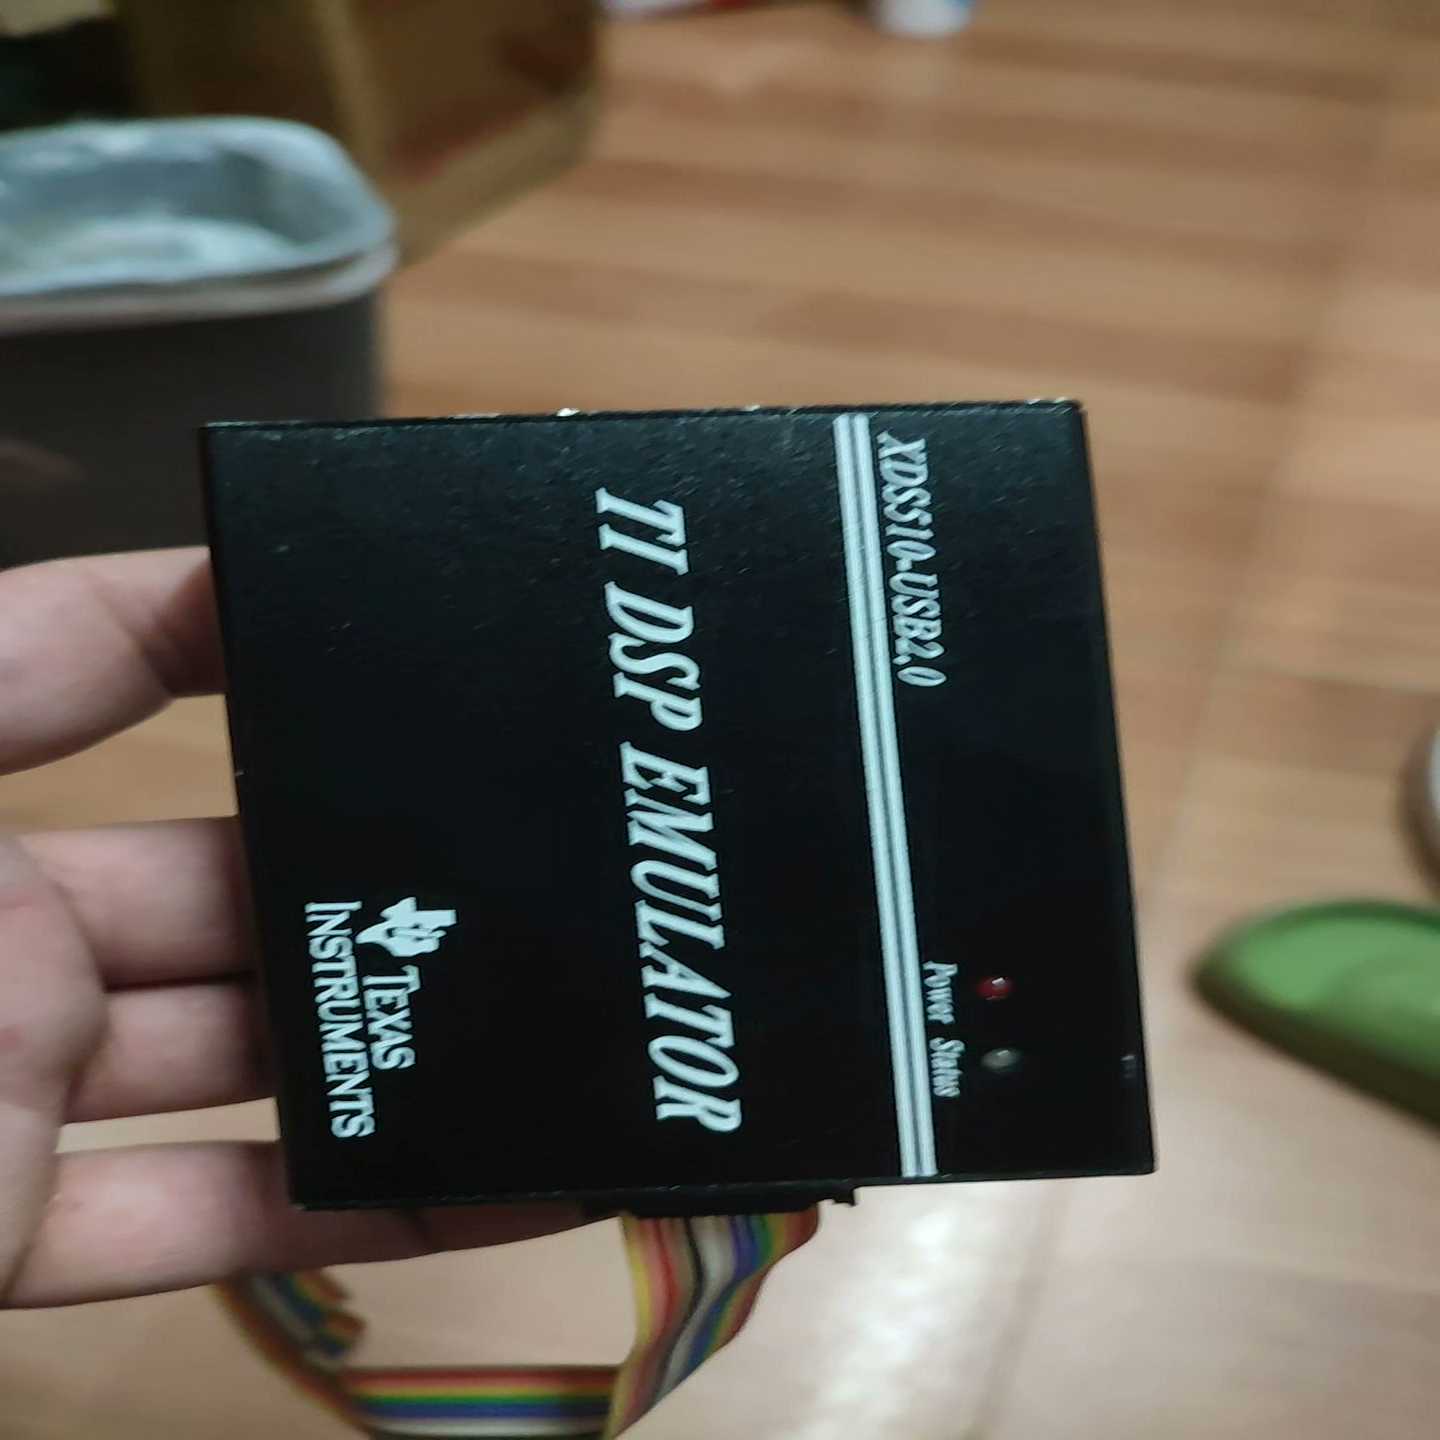 XDS510-USB2.0
Power Status
TI DSP EMULATOR
TEXAS
INSTRUMENTS